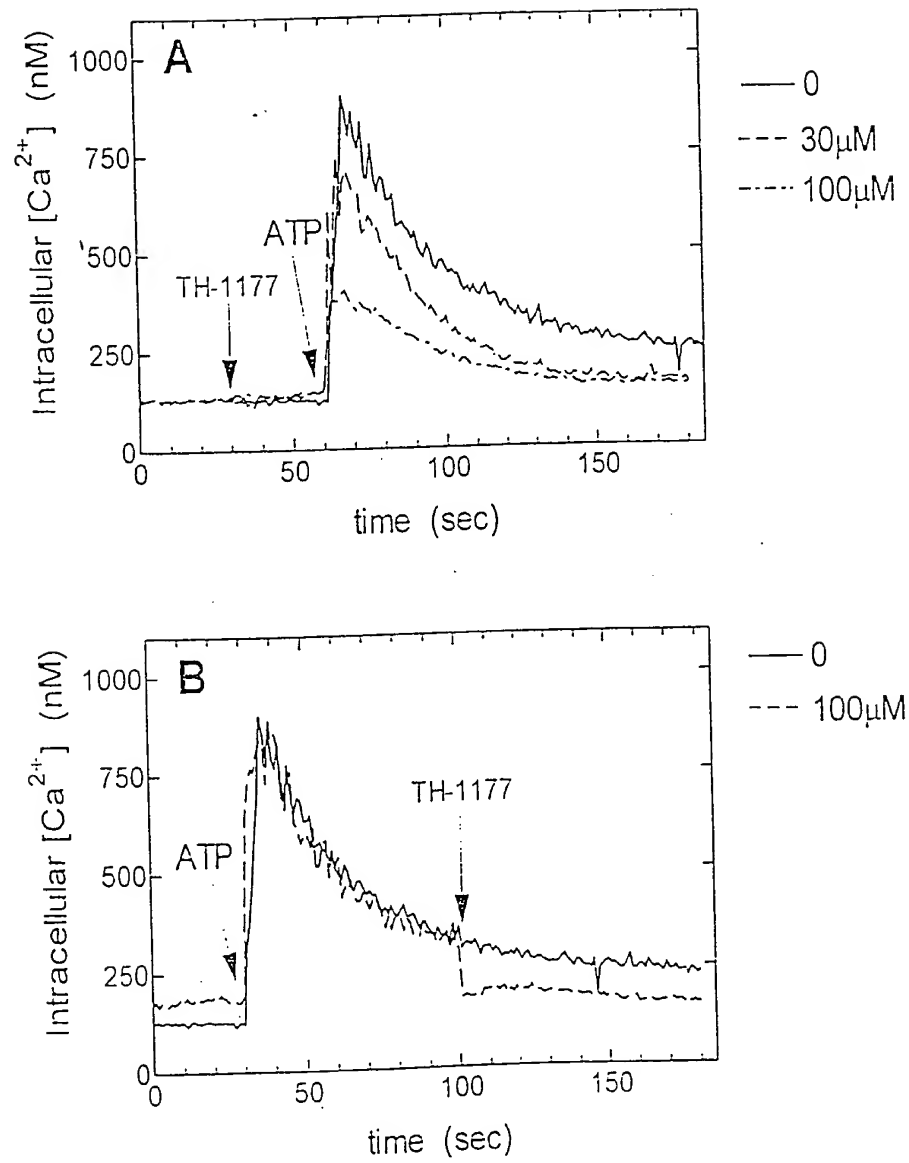 A
Intracellular [Ca2+] (nM)
1000
750
500
250
0
ATP
TH-1177
0
50
100
150
time (sec)
0
30μM
100μM
B
Intracellular [Ca2+] (nM)
1000
750
500
250
0
ATP
TH-1177
0
50
100
150
time (sec)
0
100μM